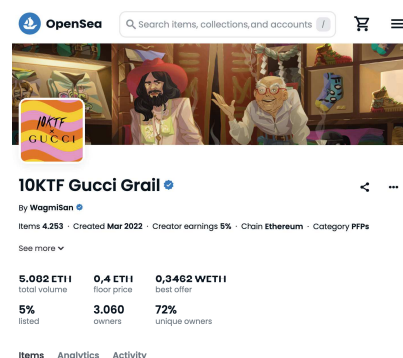 OpenSea
Search items, collections, and accounts /
10KTF
x
GUCCI
10KTF Gucci Grail
By WagmiSan
Items 4.253 · Created Mar 2022 · Creator earnings 5% · Chain Ethereum · Category PFPs
See more
5.082 ETH 0,4 ETH 0,3462 WETH
total volume floor price best offer
5% 3.060 72%
listed owners unique owners
Items Analytics Activity